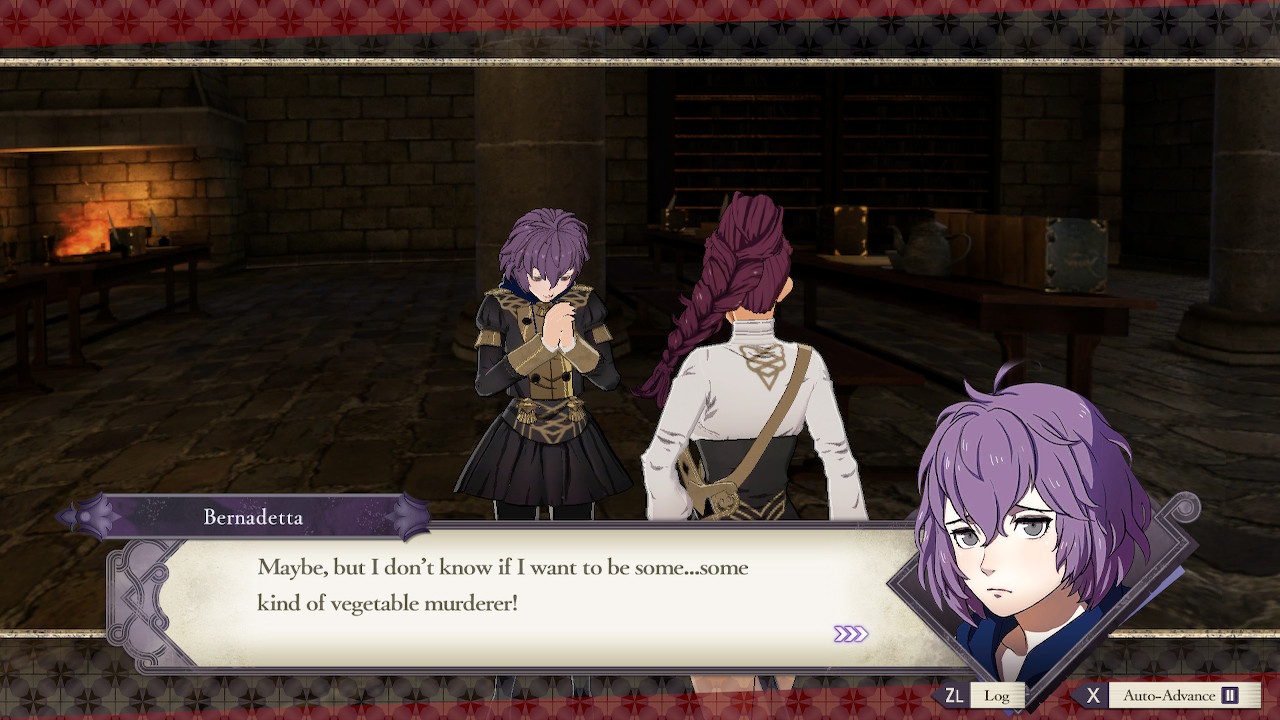 Bernadetta
Maybe, but I don't know if I want to be some...some
kind of vegetable murderer!
ZL Log X Auto-Advance